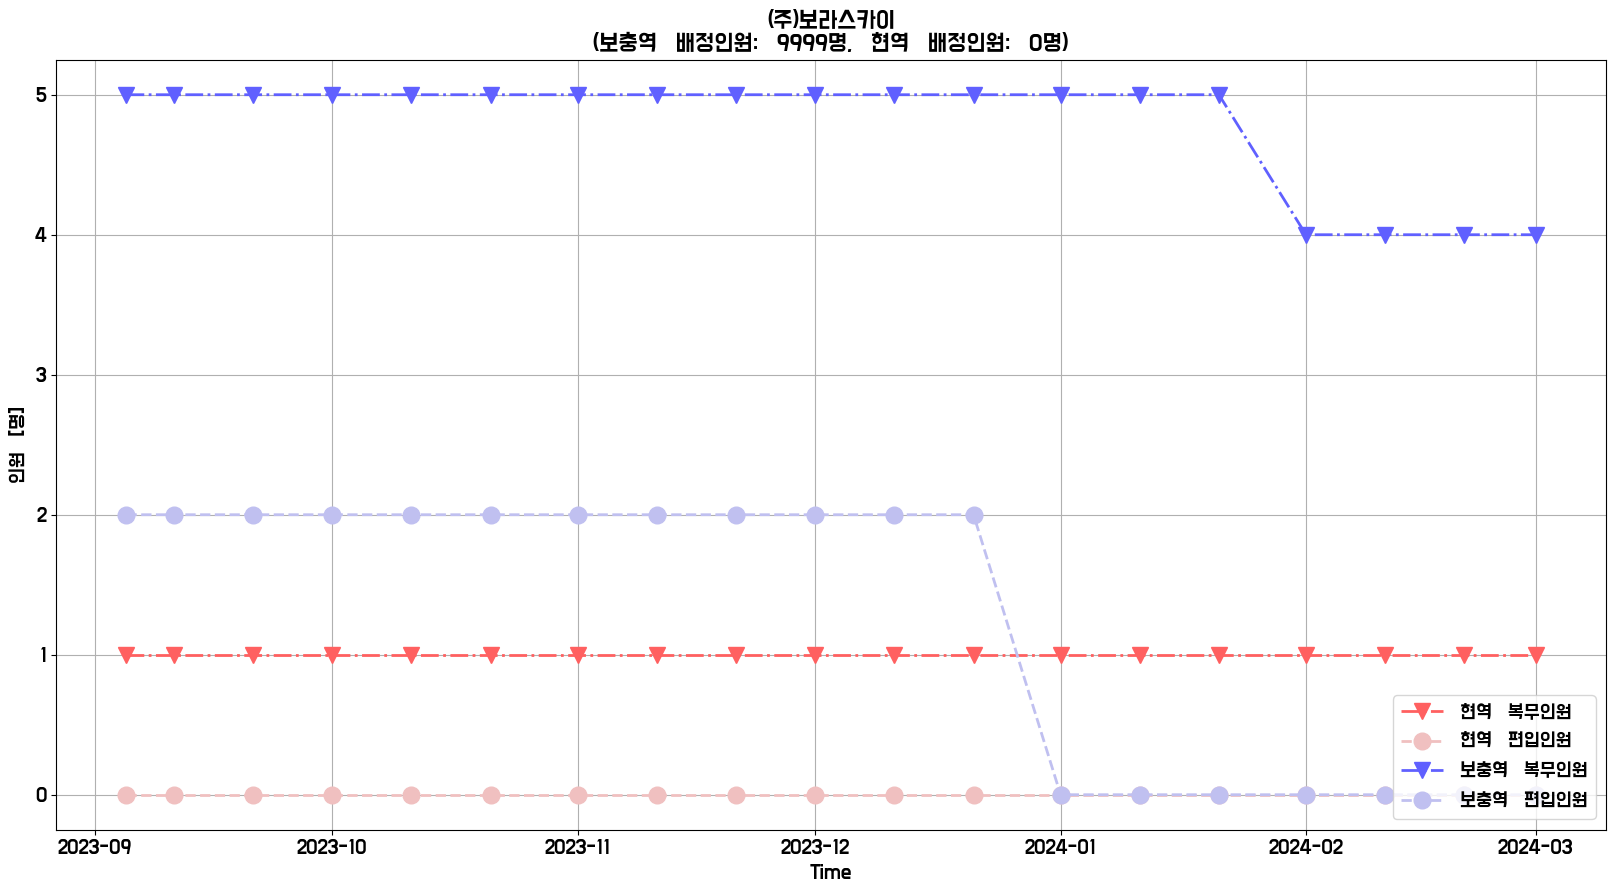 (주)보라스카이
(보충역 배정인원: 9999명, 현역 배정인원: 0명)
5
4
3
2
1
0
인원 [명]
현역 복무인원
현역 편입인원
보충역 복무인원
보충역 편입인원
2023-09 2023-10 2023-11 2023-12 2024-01 2024-02 2024-03
Time